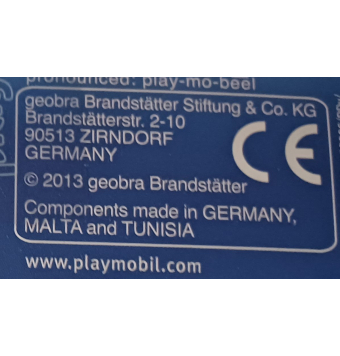 pronounced: play-mo-beel
geobra Brandstätter Stiftung & Co. KG
Brandstätterstr. 2-10
90513 ZIRNDORF
GERMANY
CE
© 2013 geobra Brandstätter
Components made in GERMANY,
MALTA and TUNISIA
www.playmobil.com